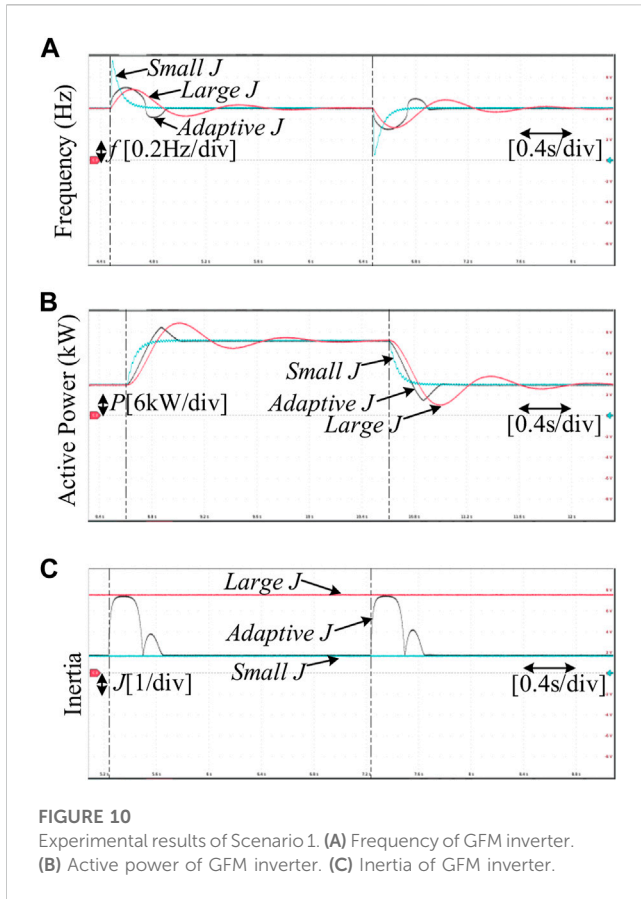 A
Frequency (Hz)
Small J
Large J
Adaptive J
f [0.2Hz/div]
[0.4s/div]
B
Active Power (kW)
Small J
Adaptive J
Large J
P[6kW/div]
[0.4s/div]
C
Inertia
Large J
Adaptive J
Small J
J[1/div]
[0.4s/div]
FIGURE 10
Experimental results of Scenario 1. (A) Frequency of GFM inverter.
(B) Active power of GFM inverter. (C) Inertia of GFM inverter.